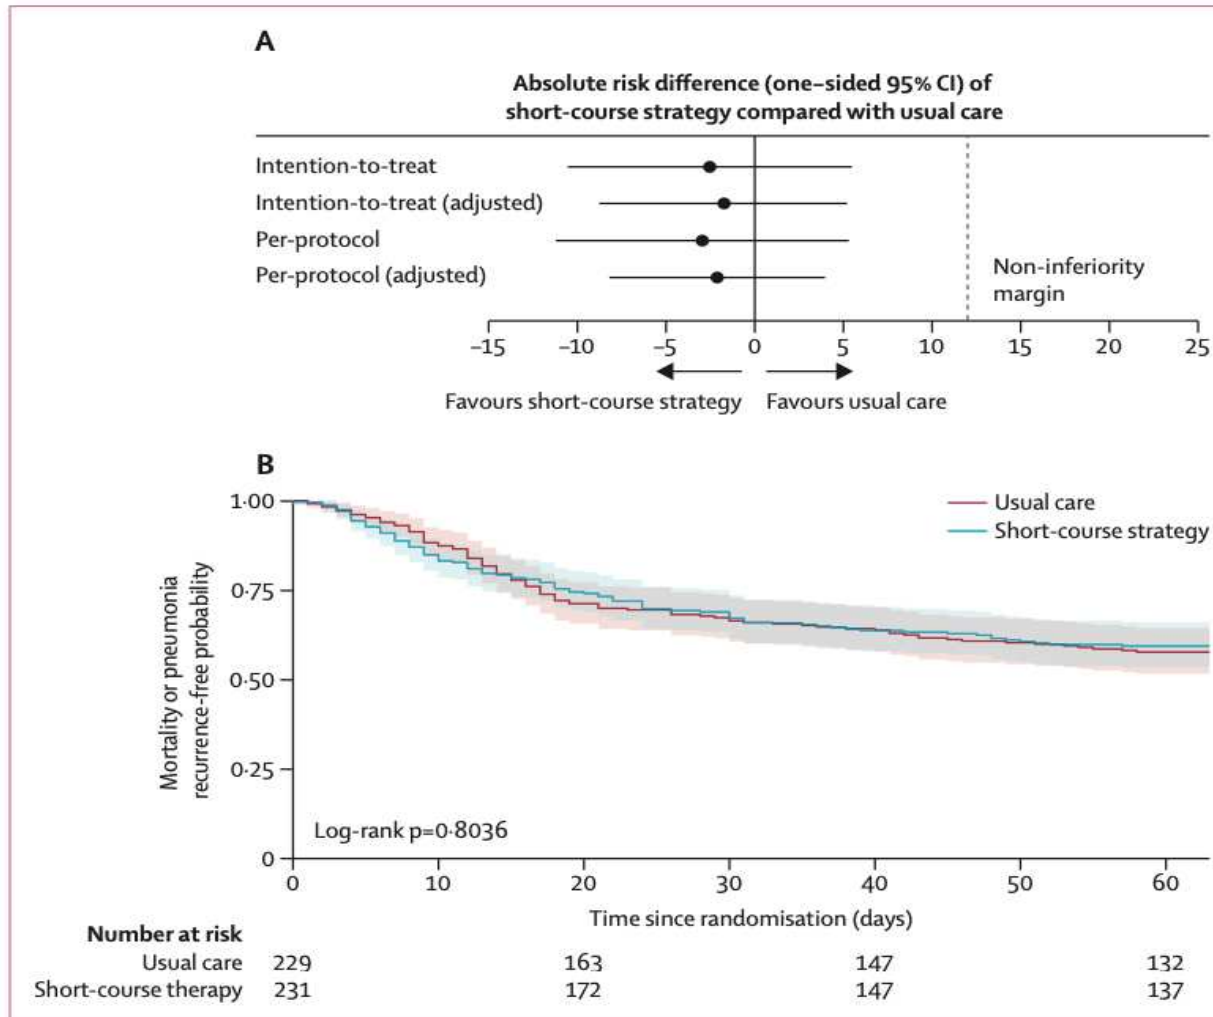 A
Absolute risk difference (one–sided 95% CI) of
short-course strategy compared with usual care
Intention-to-treat
Intention-to-treat (adjusted)
Per-protocol
Per-protocol (adjusted)
Non-inferiority
margin
–15 –10 –5 0 5 10 15 20 25
Favours short-course strategy Favours usual care
B
Usual care
Short-course strategy
Mortality or pneumonia
recurrence-free probability
1·00
0·75
0·50
0·25
0
Log-rank p=0·8036
0 10 20 30 40 50 60
Time since randomisation (days)
Number at risk
Usual care 229 163 147 132
Short-course therapy 231 172 147 137